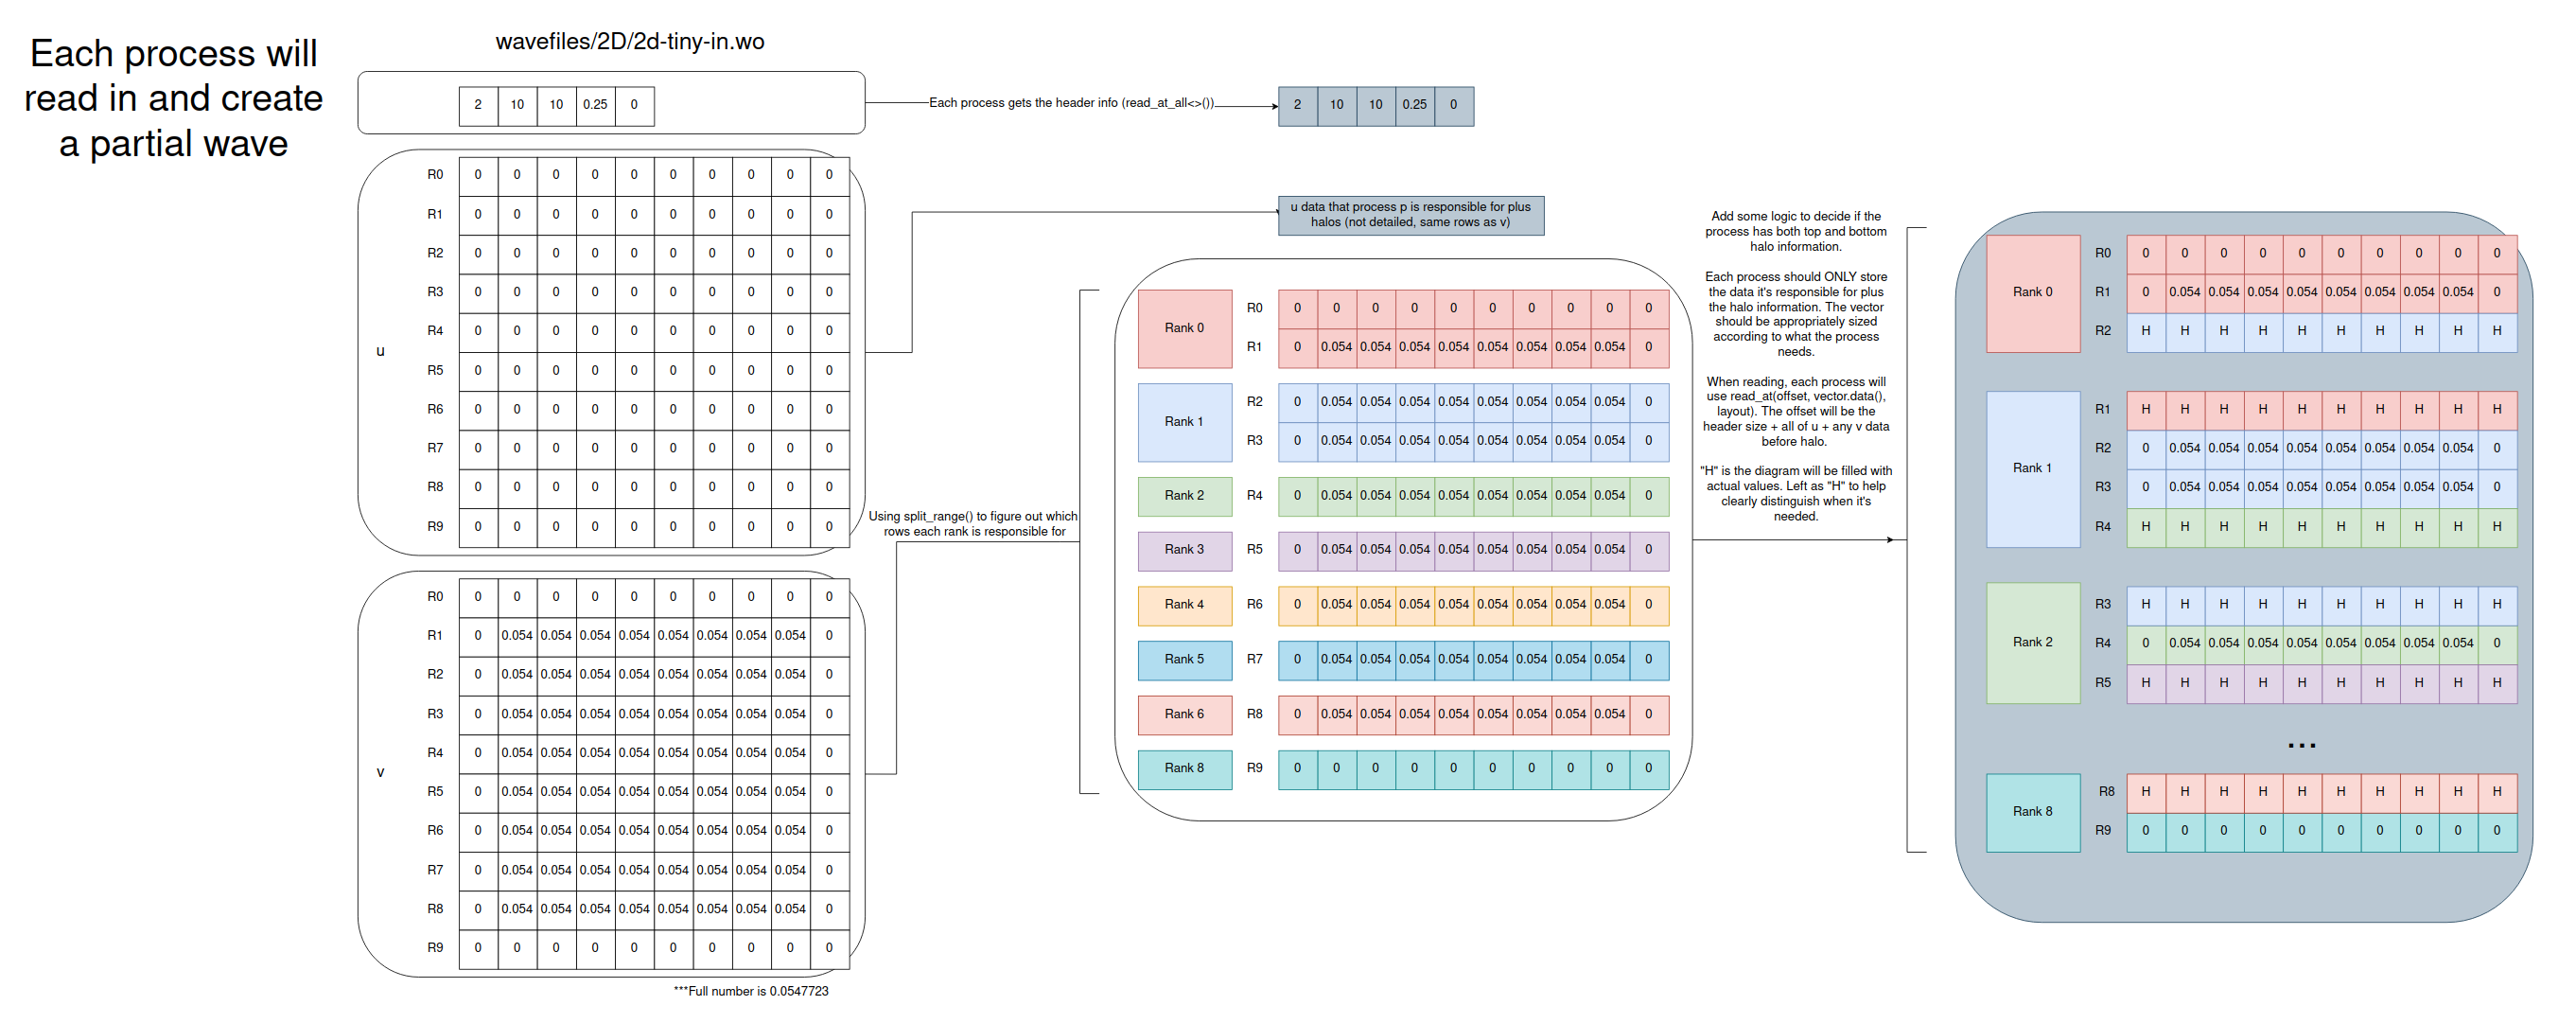 Each process will
read in and create
a partial wave
wavefiles/2D/2d-tiny-in.wo
2 10 10 0.25 0
Each process gets the header info (read_at_all<>())
2 10 10 0.25 0
u
R0 0 0 0 0 0 0 0 0 0 0
R1 0 0 0 0 0 0 0 0 0 0
R2 0 0 0 0 0 0 0 0 0 0
R3 0 0 0 0 0 0 0 0 0 0
R4 0 0 0 0 0 0 0 0 0 0
R5 0 0 0 0 0 0 0 0 0 0
R6 0 0 0 0 0 0 0 0 0 0
R7 0 0 0 0 0 0 0 0 0 0
R8 0 0 0 0 0 0 0 0 0 0
R9 0 0 0 0 0 0 0 0 0 0
v
R0 0 0 0 0 0 0 0 0 0 0
R1 0 0.054 0.054 0.054 0.054 0.054 0.054 0.054 0.054 0
R2 0 0.054 0.054 0.054 0.054 0.054 0.054 0.054 0.054 0
R3 0 0.054 0.054 0.054 0.054 0.054 0.054 0.054 0.054 0
R4 0 0.054 0.054 0.054 0.054 0.054 0.054 0.054 0.054 0
R5 0 0.054 0.054 0.054 0.054 0.054 0.054 0.054 0.054 0
R6 0 0.054 0.054 0.054 0.054 0.054 0.054 0.054 0.054 0
R7 0 0.054 0.054 0.054 0.054 0.054 0.054 0.054 0.054 0
R8 0 0.054 0.054 0.054 0.054 0.054 0.054 0.054 0.054 0
R9 0 0 0 0 0 0 0 0 0 0
***Full number is 0.0547723
u data that process p is responsible for plus
halos (not detailed, same rows as v)
Using split_range() to figure out which
rows each rank is responsible for
Rank 0
R0 0 0 0 0 0 0 0 0 0 0
R1 0 0.054 0.054 0.054 0.054 0.054 0.054 0.054 0.054 0
Rank 1
R2 0 0.054 0.054 0.054 0.054 0.054 0.054 0.054 0.054 0
R3 0 0.054 0.054 0.054 0.054 0.054 0.054 0.054 0.054 0
Rank 2 R4 0 0.054 0.054 0.054 0.054 0.054 0.054 0.054 0.054 0
Rank 3 R5 0 0.054 0.054 0.054 0.054 0.054 0.054 0.054 0.054 0
Rank 4 R6 0 0.054 0.054 0.054 0.054 0.054 0.054 0.054 0.054 0
Rank 5 R7 0 0.054 0.054 0.054 0.054 0.054 0.054 0.054 0.054 0
Rank 6 R8 0 0.054 0.054 0.054 0.054 0.054 0.054 0.054 0.054 0
Rank 8 R9 0 0 0 0 0 0 0 0 0 0
Add some logic to decide if the
process has both top and bottom
halo information.
Each process should ONLY store
the data it's responsible for plus
the halo information. The vector
should be appropriately sized
according to what the process
needs.
When reading, each process will
use read_at(offset, vector.data(),
layout). The offset will be the
header size + all of u + any v data
before halo.
"H" is the diagram will be filled with
actual values. Left as "H" to help
clearly distinguish when it's
needed.
Rank 0
R0 0 0 0 0 0 0 0 0 0 0
R1 0 0.054 0.054 0.054 0.054 0.054 0.054 0.054 0.054 0
R2 H H H H H H H H H H
Rank 1
R1 H H H H H H H H H H
R2 0 0.054 0.054 0.054 0.054 0.054 0.054 0.054 0.054 0
R3 0 0.054 0.054 0.054 0.054 0.054 0.054 0.054 0.054 0
R4 H H H H H H H H H H
Rank 2
R3 H H H H H H H H H H
R4 0 0.054 0.054 0.054 0.054 0.054 0.054 0.054 0.054 0
R5 H H H H H H H H H H
...
Rank 8
R8 H H H H H H H H H H
R9 0 0 0 0 0 0 0 0 0 0